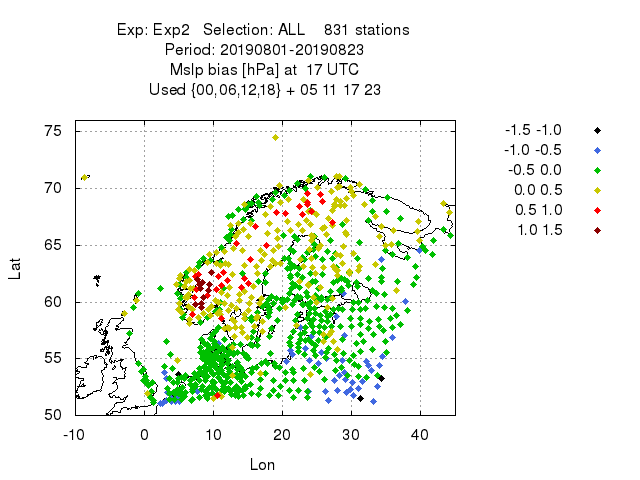 Exp: Exp2 Selection: ALL 831 stations
Period: 20190801-20190823
Mslp bias [hPa] at 17 UTC
Used {00,06,12,18} + 05 11 17 23
75
70
65
60
55
50
Lat
-10 0 10 20 30 40
Lon
-1.5 -1.0
-1.0 -0.5
-0.5 0.0
0.0 0.5
0.5 1.0
1.0 1.5